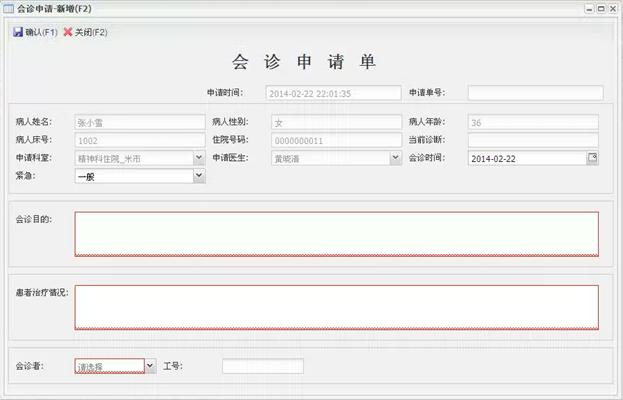 会诊申请-新增(F2)
确认(F1) 关闭(F2)
会诊申请单
申请时间: 2014-02-22 22:01:35 申请单号:
病人姓名: 张小雪 病人性别: 女 病人年龄: 36
病人床号: 1002 住院号码: 0000000011 当前诊断:
申请科室: 精神科住院_米市 申请医生: 黄晓洛 会诊时间: 2014-02-22
紧急: 一般
会诊目的:
患者治疗情况:
会诊者: 请选择 工号: